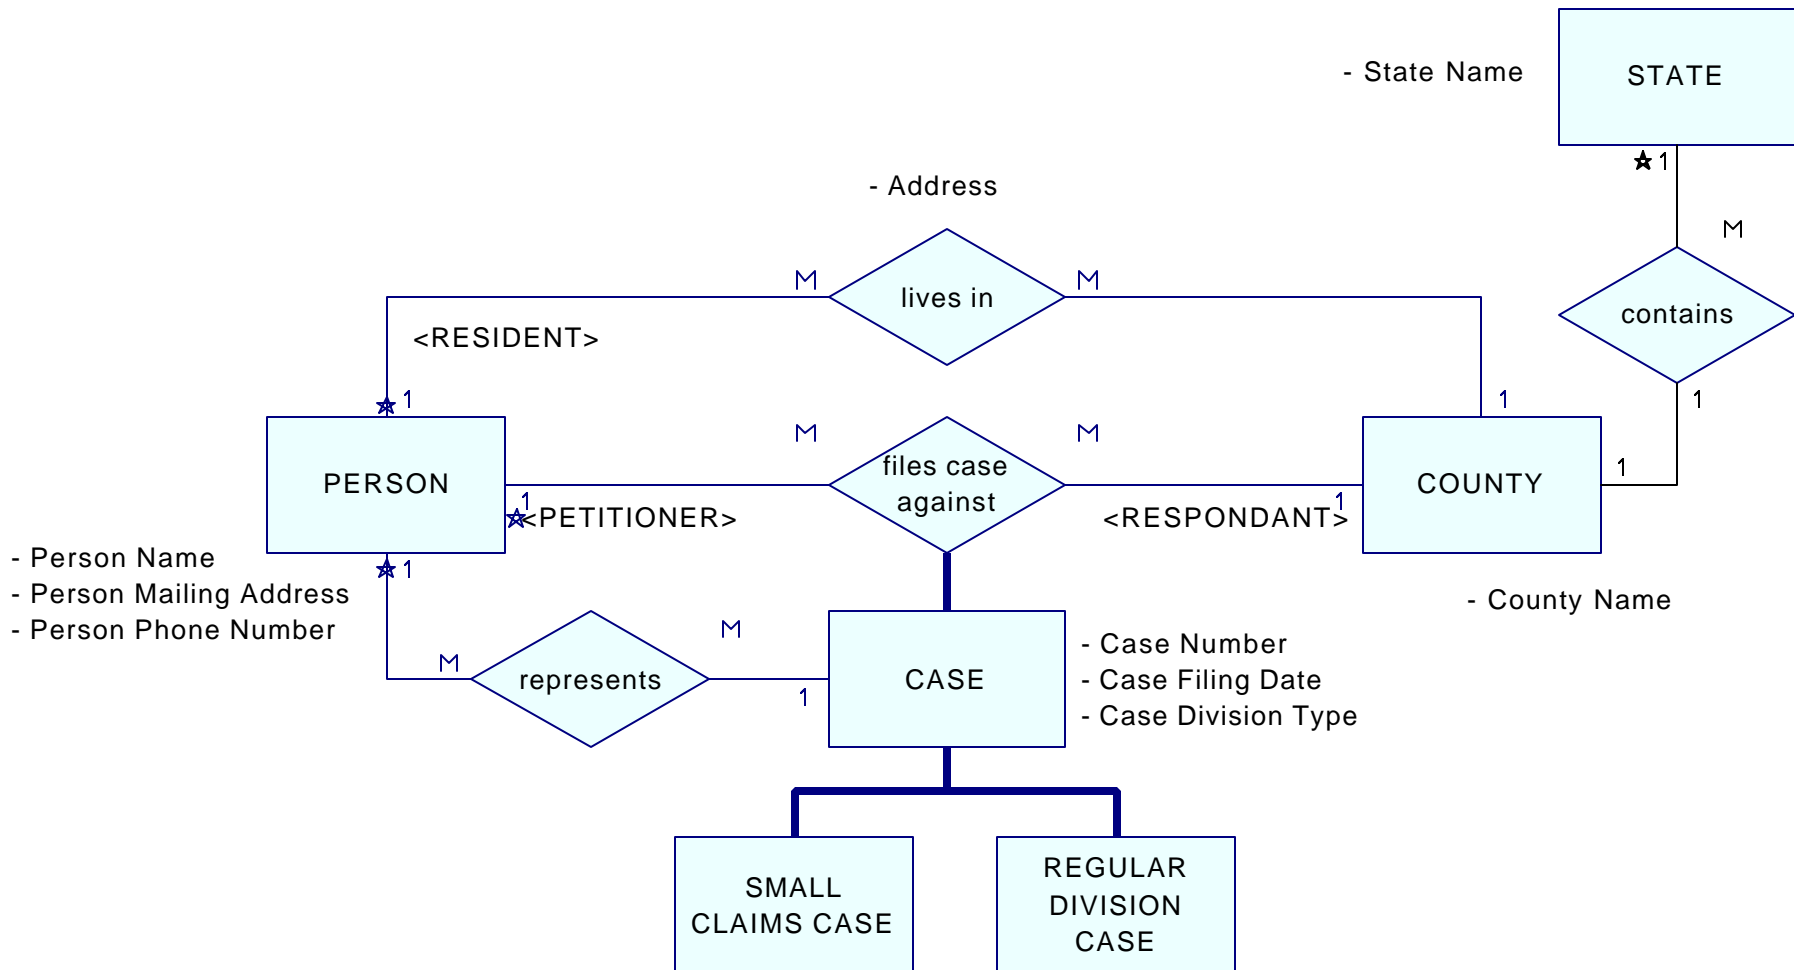 STATE
- State Name
1
- Address
M
M
M
lives in
contains
<RESIDENT>
1
1
1
M
M
files case
against
PERSON
COUNTY
1
1
1
<PETITIONER>
<RESPONDANT>
- Person Name
- Person Mailing Address
- Person Phone Number
1
- County Name
M
M
represents
1
CASE
- Case Number
- Case Filing Date
- Case Division Type
SMALL
CLAIMS CASE
REGULAR
DIVISION
CASE